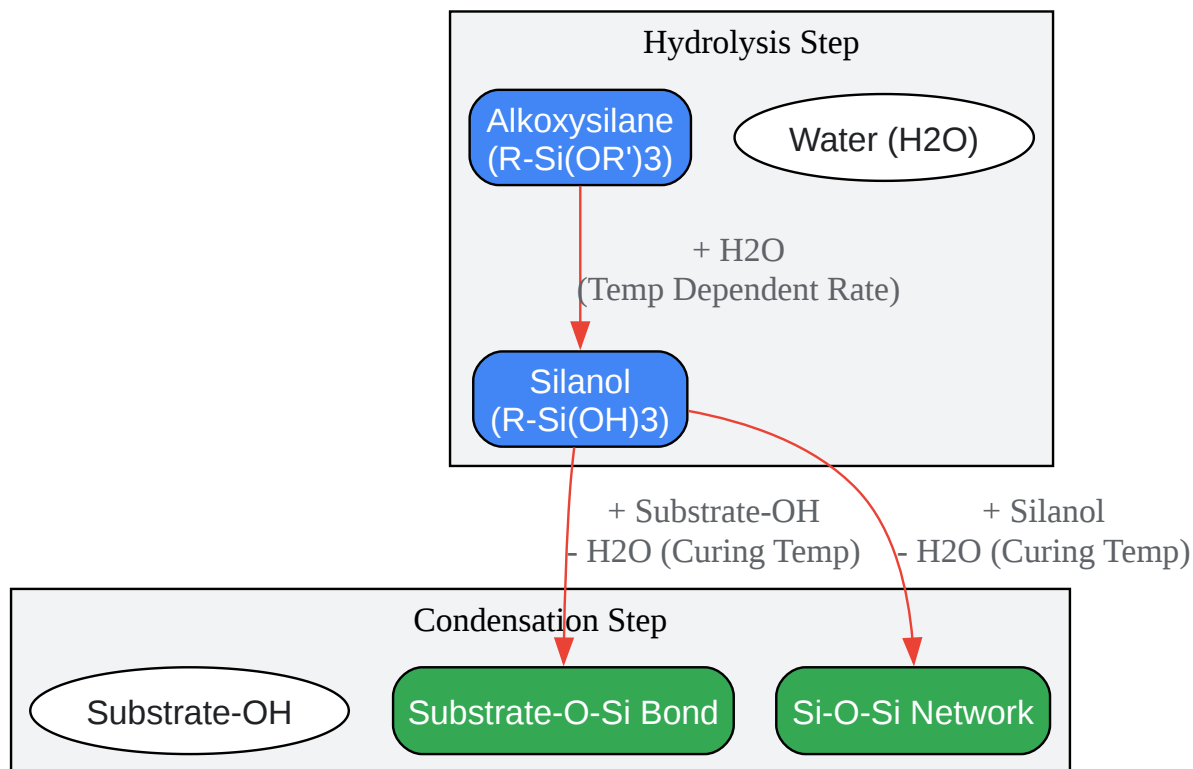 Hydrolysis Step
Alkoxysilane
(R-Si(OR')3)
Water (H2O)
+ H2O
(Temp Dependent Rate)
Silanol
(R-Si(OH)3)
+ Substrate-OH
- H2O (Curing Temp)
+ Silanol
- H2O (Curing Temp)
Condensation Step
Substrate-OH
Substrate-O-Si Bond
Si-O-Si Network